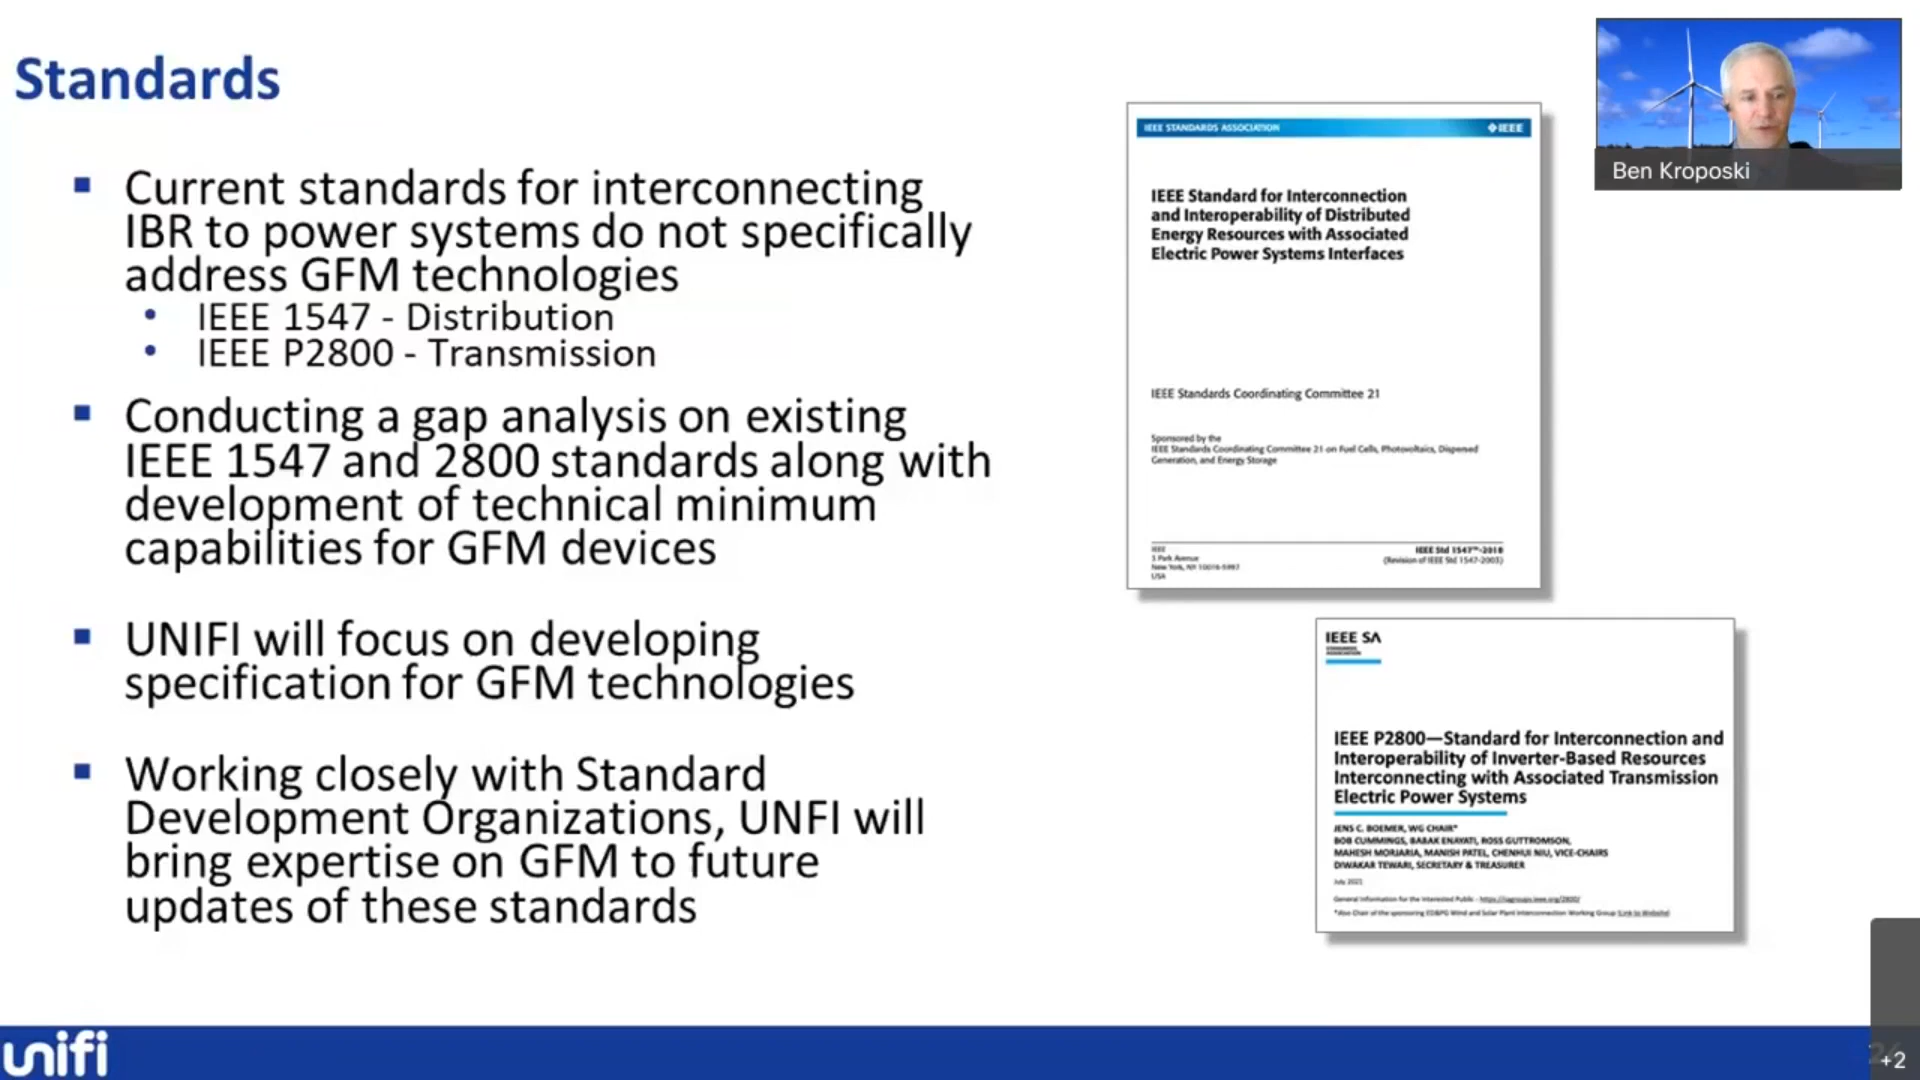 Standards
Current standards for interconnecting
IBR to power systems do not specifically
address GFM technologies
IEEE 1547 - Distribution
IEEE P2800 - Transmission
Conducting a gap analysis on existing
IEEE 1547 and 2800 standards along with
development of technical minimum
capabilities for GFM devices
UNIFI will focus on developing
specification for GFM technologies
Working closely with Standard
Development Organizations, UNFI will
bring expertise on GFM to future
updates of these standards
IEEE STANDARDS ASSOCIATION
IEEE
IEEE Standard for Interconnection
and Interoperability of Distributed
Energy Resources with Associated
Electric Power Systems Interfaces
IEEE Standards Coordinating Committee 21
Sponsored by the
IEEE Standards Coordinating Committee 21 on Fuel Cells, Photovoltaics, Dispersed
Generation, and Energy Storage
IEEE
3 Park Avenue
New York, NY 10016-5997
USA
IEEE Std 1547™-2018
(Revision of IEEE Std 1547-2003)
IEEE SA
STANDARDS
ASSOCIATION
IEEE P2800—Standard for Interconnection and
Interoperability of Inverter-Based Resources
Interconnecting with Associated Transmission
Electric Power Systems
JENS C. BOEMER, WG CHAIR*
BOB CUMMINGS, BABAK ENAYATI, ROSS GUTTROMSON,
MAHESH MORJARIA, MANISH PATEL, CHENHUI NIU, VICE-CHAIRS
DIWAKAR TEWARI, SECRETARY & TREASURER
July 2021
General Information for the Interested Public - https://sagroups.ieee.org/2800/
*Also Chair of the sponsoring ED&PG Wind and Solar Plant Interconnection Working Group (Link to Website)
Ben Kroposki
unifi
+2